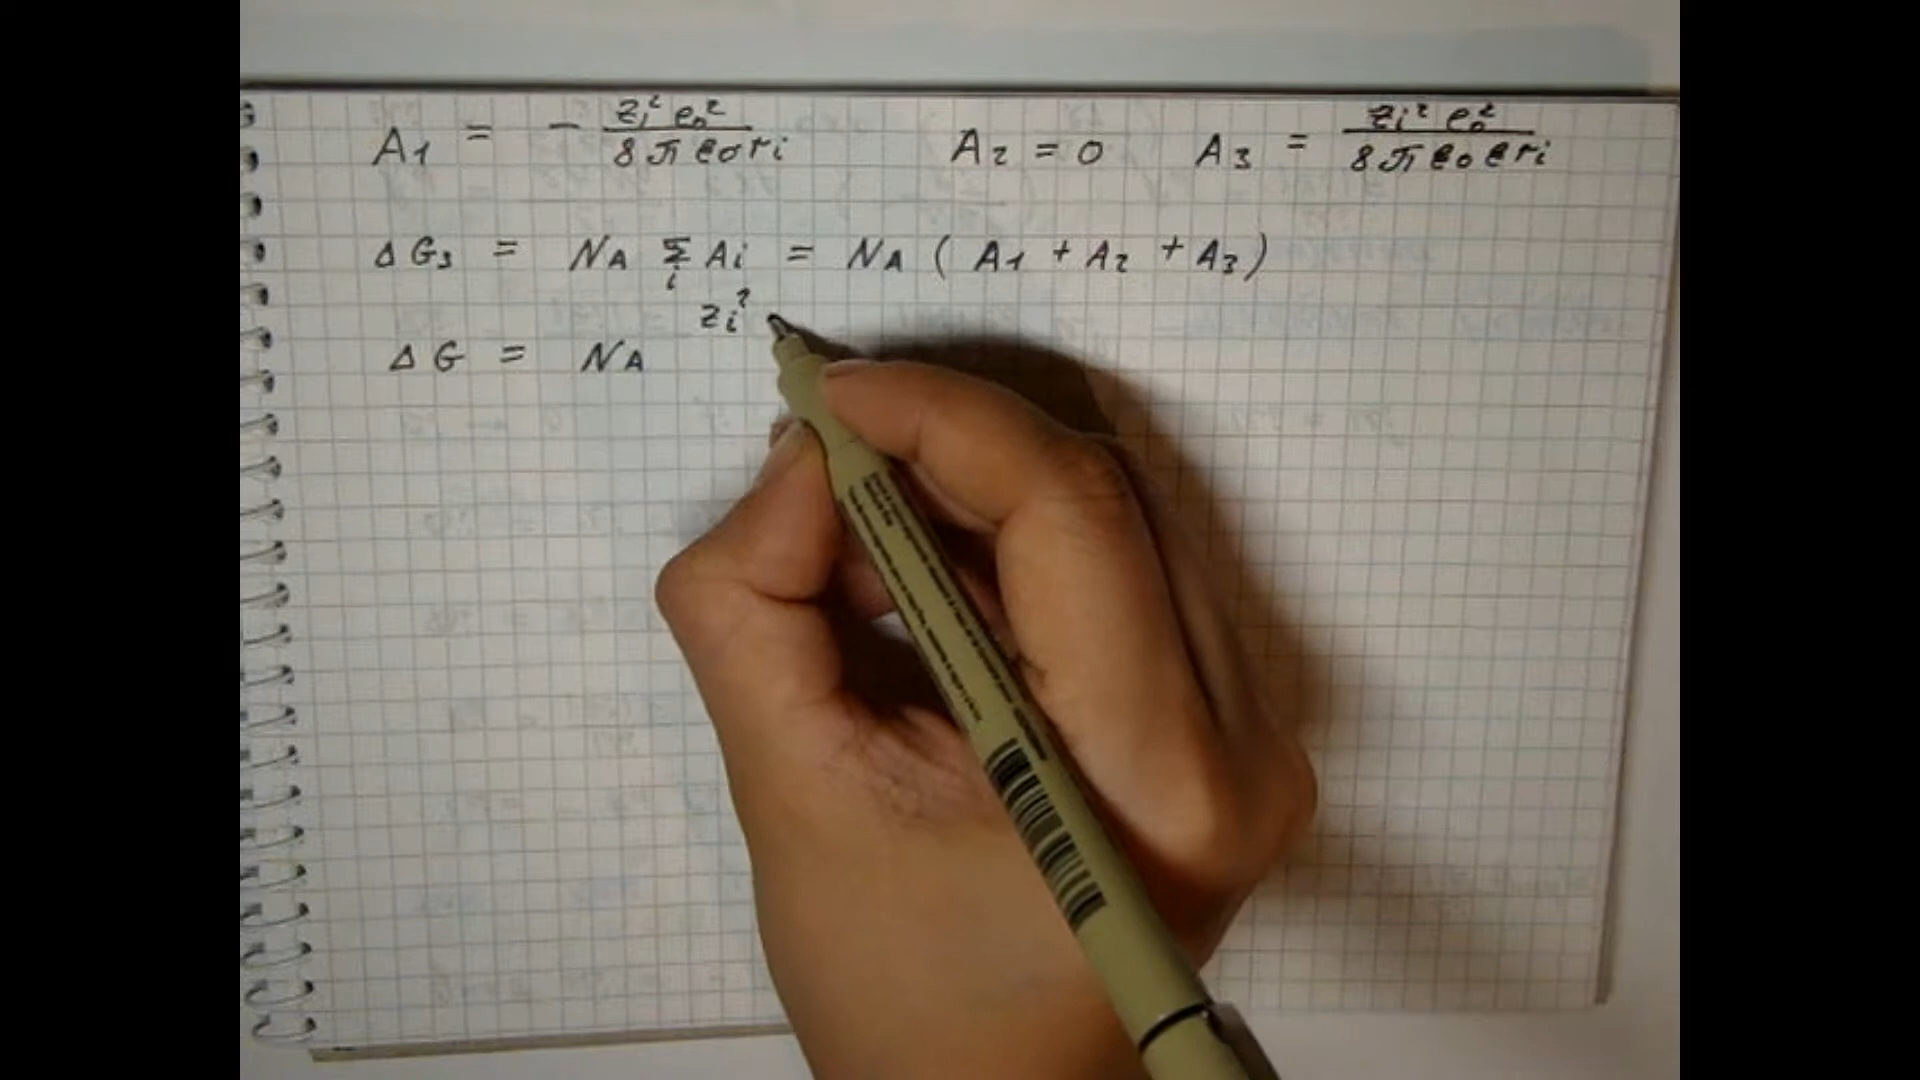 A1 = - zi² e0² / 8π ε0 ri A2 = 0 A3 = zi² e0² / 8π ε0 ε ri
ΔGs = NA Σi Ai = NA (A1 + A2 + A3)
ΔG = NA zi²